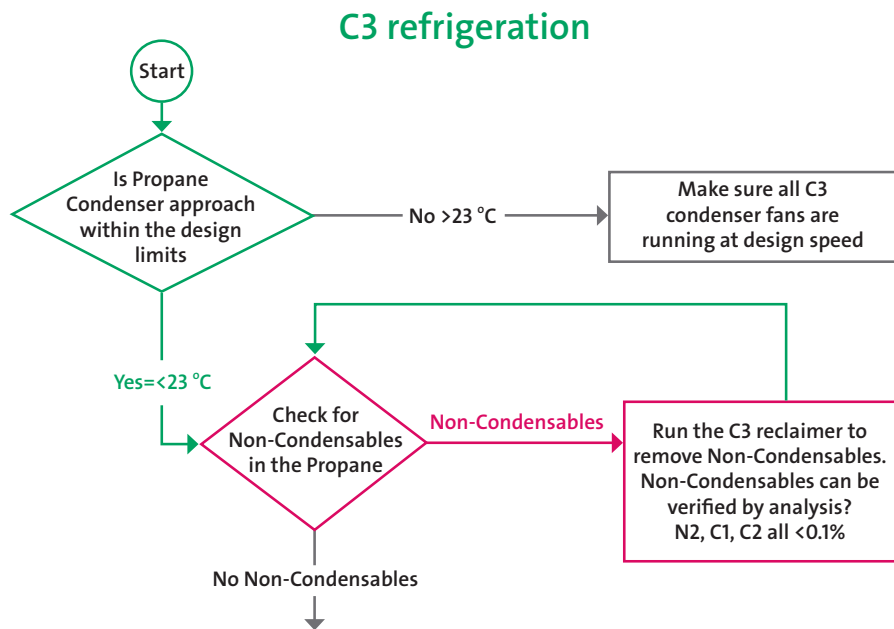 C3 refrigeration
Start
Is Propane
Condenser approach
within the design
limits
No >23 °C
Make sure all C3
condenser fans are
running at design speed
Yes=<23 °C
Check for
Non-Condensables
in the Propane
Non-Condensables
Run the C3 reclaimer to
remove Non-Condensables.
Non-Condensables can be
verified by analysis?
N2, C1, C2 all <0.1%
No Non-Condensables